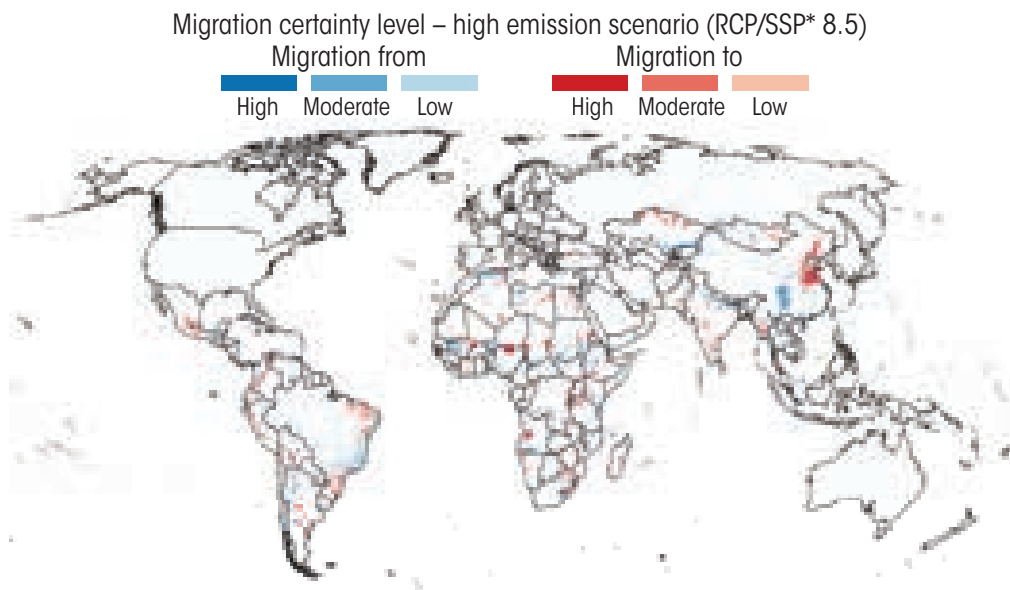 Migration certainty level – high emission scenario (RCP/SSP* 8.5)
Migration from
Migration to
High Moderate Low
High Moderate Low